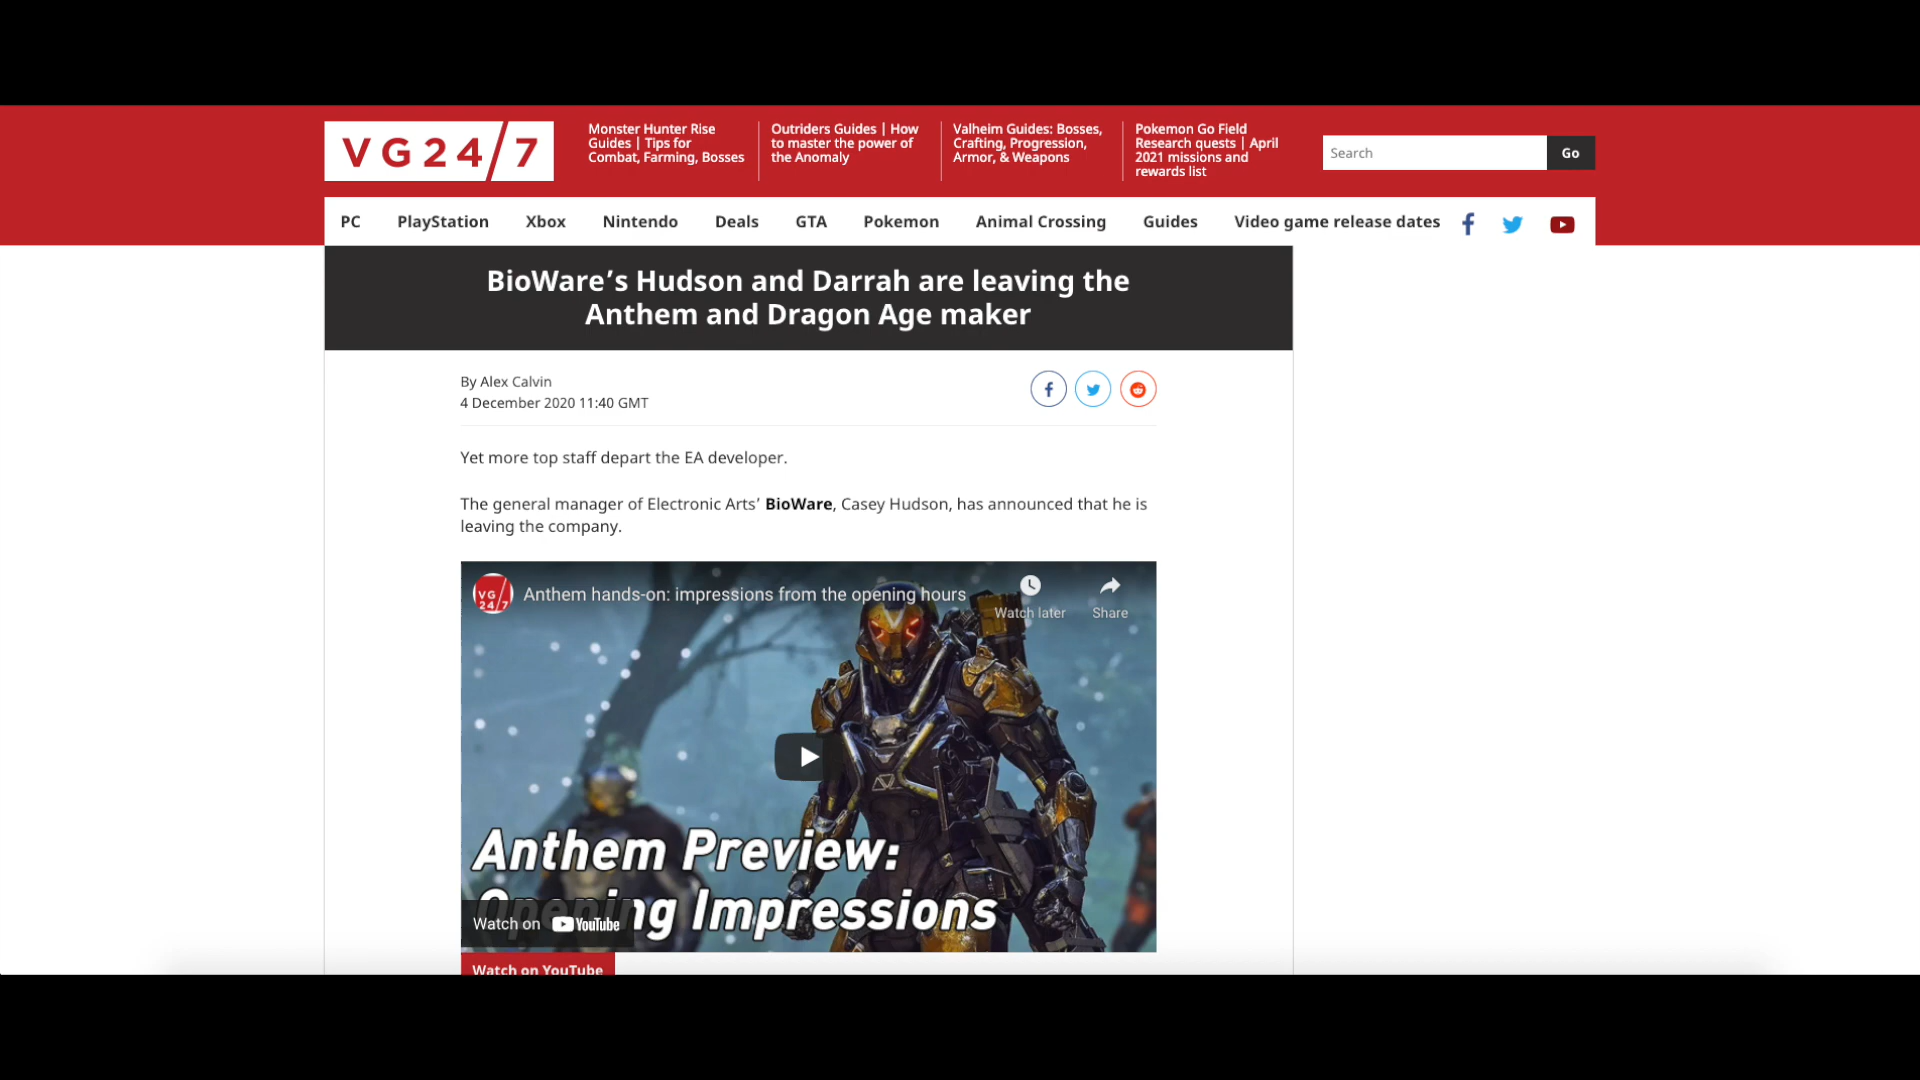 VG24/7
Monster Hunter Rise
Guides | Tips for
Combat, Farming, Bosses
Outriders Guides | How
to master the power of
the Anomaly
Valheim Guides: Bosses,
Crafting, Progression,
Armor, & Weapons
Pokemon Go Field
Research quests | April
2021 missions and
rewards list
Search
Go
PC PlayStation Xbox Nintendo Deals GTA Pokemon Animal Crossing Guides Video game release dates
BioWare’s Hudson and Darrah are leaving the
Anthem and Dragon Age maker
By Alex Calvin
4 December 2020 11:40 GMT
Yet more top staff depart the EA developer.
The general manager of Electronic Arts’ BioWare, Casey Hudson, has announced that he is
leaving the company.
VG
24/7
Anthem hands-on: impressions from the opening hours
Watch later
Share
Anthem Preview:
Opening Impressions
Watch on YouTube
Watch on YouTube